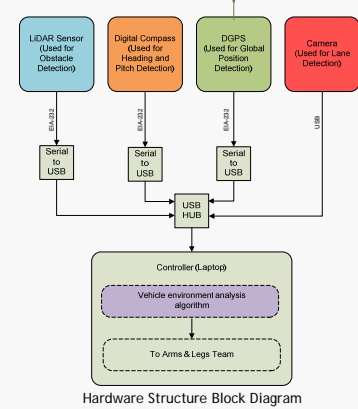 LiDAR Sensor
(Used for
Obstacle
Detection)
Digital Compass
(Used for
Heading and
Pitch Detection)
DGPS
(Used for Global
Position
Detection)
Camera
(Used for Lane
Detection)
EIA-232
EIA-232
EIA-232
USB
Serial
to
USB
Serial
to
USB
Serial
to
USB
USB
HUB
Controller (Laptop)
Vehicle environment analysis
algorithm
To Arms & Legs Team
Hardware Structure Block Diagram